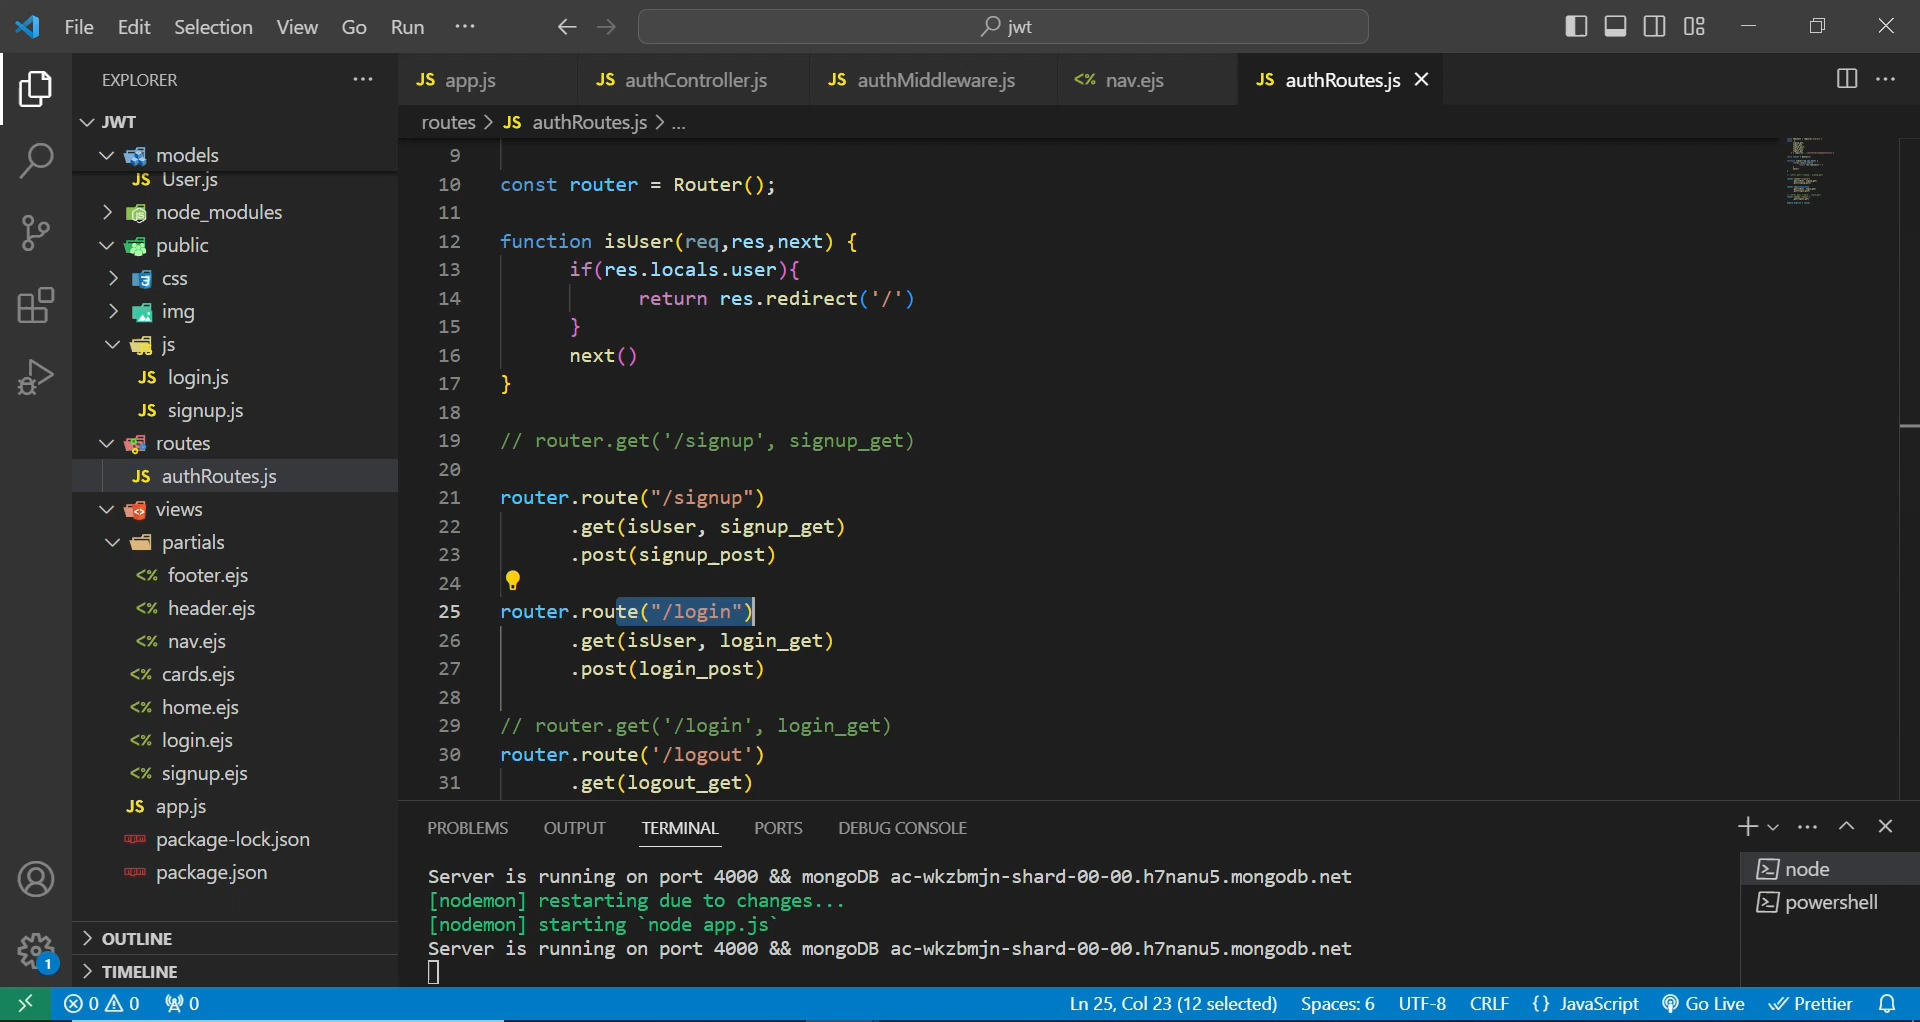 File Edit Selection View Go Run ···
jwt
EXPLORER ···
JS app.js
JS authController.js
JS authMiddleware.js
<% nav.ejs
JS authRoutes.js
JWT
models
JS User.js
node_modules
public
css
img
js
JS login.js
JS signup.js
routes
JS authRoutes.js
views
partials
<% footer.ejs
<% header.ejs
<% nav.ejs
<% cards.ejs
<% home.ejs
<% login.ejs
<% signup.ejs
JS app.js
package-lock.json
package.json
OUTLINE
TIMELINE
1
routes > JS authRoutes.js > ...
9
10 const router = Router();
11
12 function isUser(req,res,next) {
13 if(res.locals.user){
14 return res.redirect('/')
15 }
16 next()
17 }
18
19 // router.get('/signup', signup_get)
20
21 router.route("/signup")
22 .get(isUser, signup_get)
23 .post(signup_post)
24
25 router.route("/login")
26 .get(isUser, login_get)
27 .post(login_post)
28
29 // router.get('/login', login_get)
30 router.route('/logout')
31 .get(logout_get)
PROBLEMS OUTPUT TERMINAL PORTS DEBUG CONSOLE
Server is running on port 4000 && mongoDB ac-wkzbmjn-shard-00-00.h7nanu5.mongodb.net
[nodemon] restarting due to changes...
[nodemon] starting `node app.js`
Server is running on port 4000 && mongoDB ac-wkzbmjn-shard-00-00.h7nanu5.mongodb.net
node
powershell
0 0 0 Ln 25, Col 23 (12 selected) Spaces: 6 UTF-8 CRLF {} JavaScript Go Live Prettier